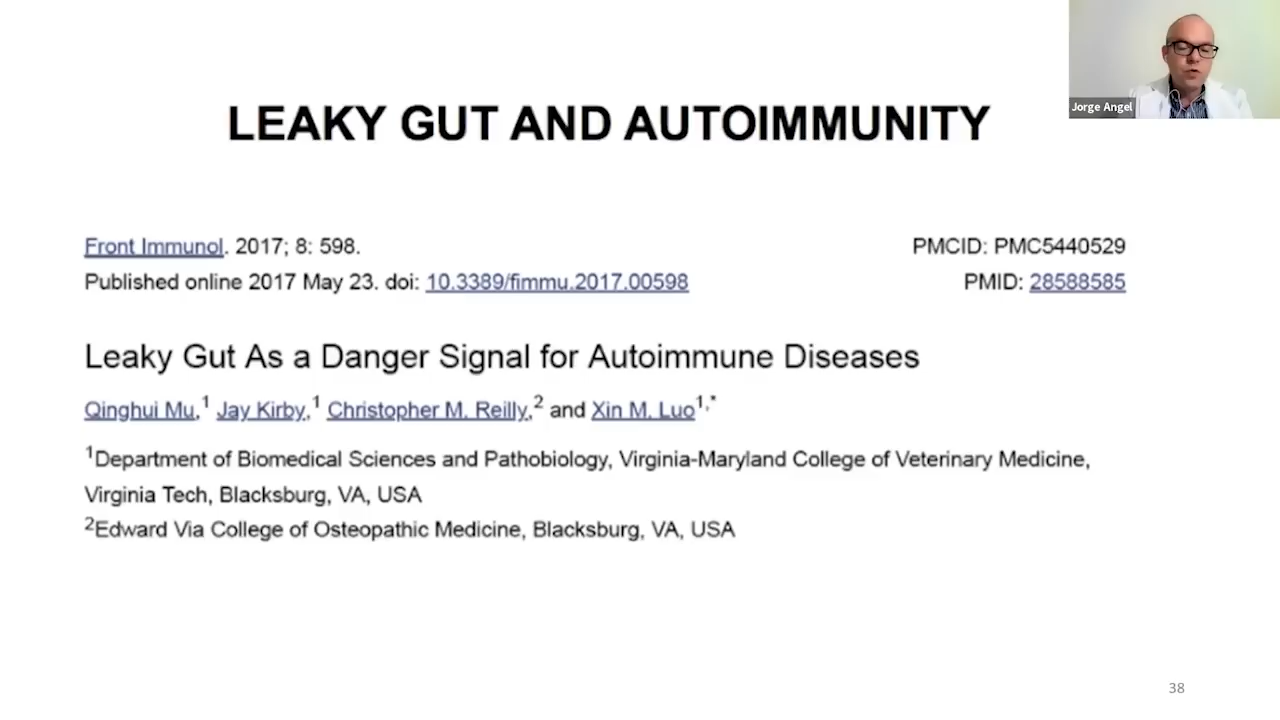 LEAKY GUT AND AUTOIMMUNITY
Jorge Angel
Front Immunol. 2017; 8: 598.
PMCID: PMC5440529
Published online 2017 May 23. doi: 10.3389/fimmu.2017.00598
PMID: 28588585
Leaky Gut As a Danger Signal for Autoimmune Diseases
Qinghui Mu,1 Jay Kirby,1 Christopher M. Reilly,2 and Xin M. Luo1,*
1Department of Biomedical Sciences and Pathobiology, Virginia-Maryland College of Veterinary Medicine,
Virginia Tech, Blacksburg, VA, USA
2Edward Via College of Osteopathic Medicine, Blacksburg, VA, USA
38